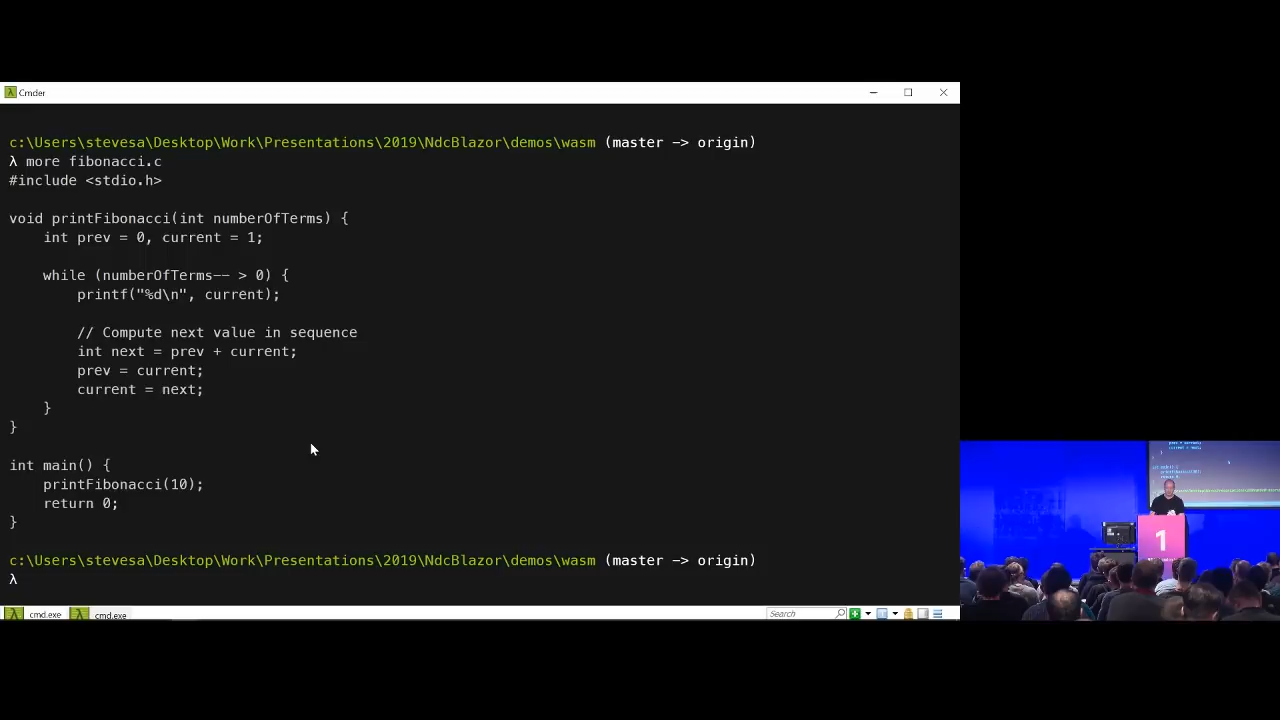 Cmder
c:\Users\stevesa\Desktop\Work\Presentations\2019\NdcBlazor\demos\wasm (master -> origin)
λ more fibonacci.c
#include <stdio.h>
void printFibonacci(int numberOfTerms) {
    int prev = 0, current = 1;
    while (numberOfTerms-- > 0) {
        printf("%d\n", current);
        // Compute next value in sequence
        int next = prev + current;
        prev = current;
        current = next;
    }
}
int main() {
    printFibonacci(10);
    return 0;
}
c:\Users\stevesa\Desktop\Work\Presentations\2019\NdcBlazor\demos\wasm (master -> origin)
λ
cmd.exe cmd.exe Search
1